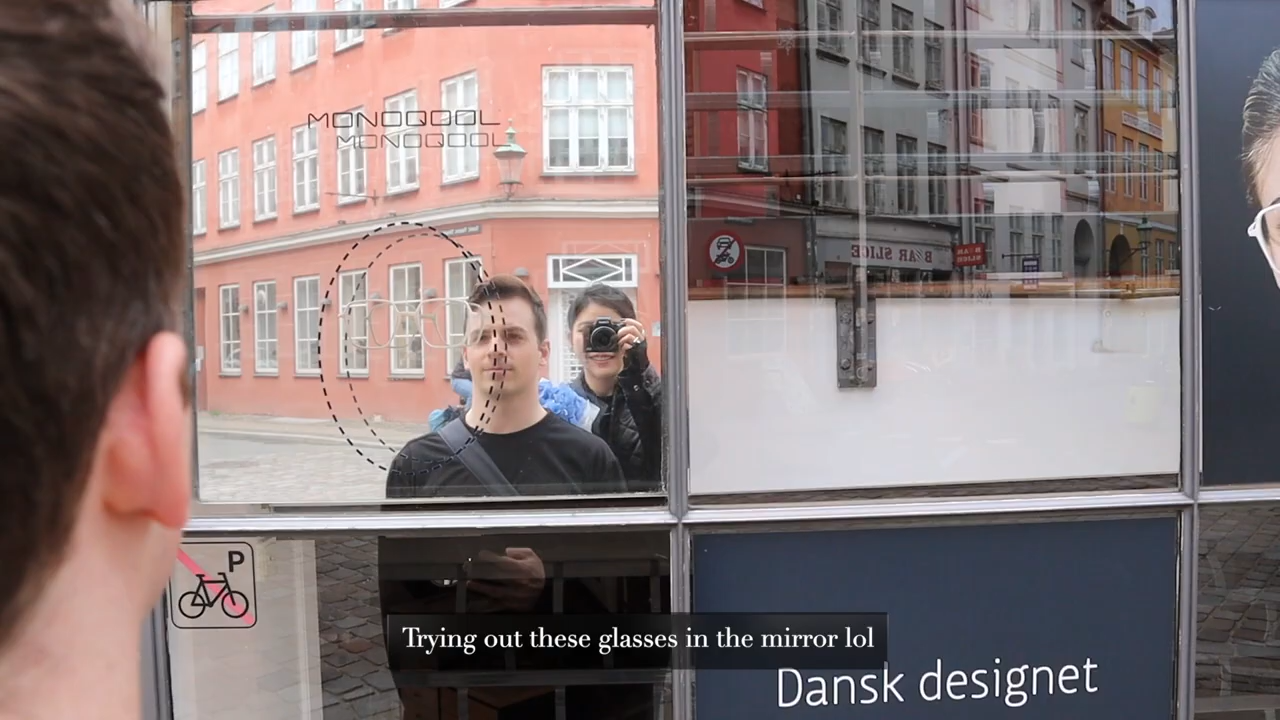 MONOQOOL
MONOQOOL
BAR SLICE
P
Trying out these glasses in the mirror lol
Dansk designet